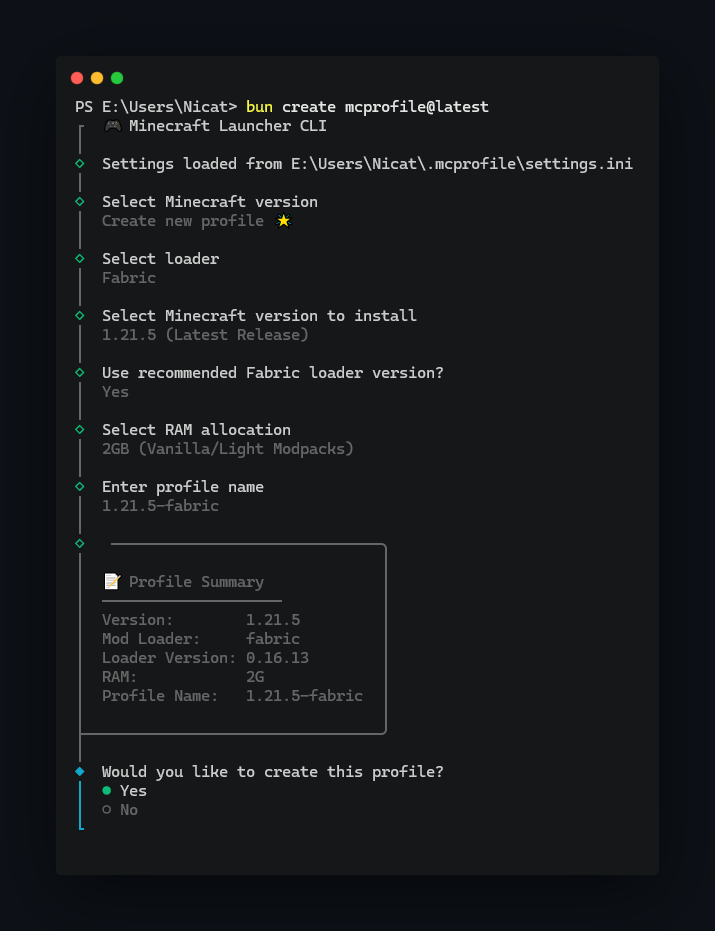 PS E:\Users\Nicat> bun create mcprofile@latest
🎮 Minecraft Launcher CLI
Settings loaded from E:\Users\Nicat\.mcprofile\settings.ini
Select Minecraft version
Create new profile 🌟
Select loader
Fabric
Select Minecraft version to install
1.21.5 (Latest Release)
Use recommended Fabric loader version?
Yes
Select RAM allocation
2GB (Vanilla/Light Modpacks)
Enter profile name
1.21.5-fabric
📝 Profile Summary
Version: 1.21.5
Mod Loader: fabric
Loader Version: 0.16.13
RAM: 2G
Profile Name: 1.21.5-fabric
Would you like to create this profile?
● Yes
○ No